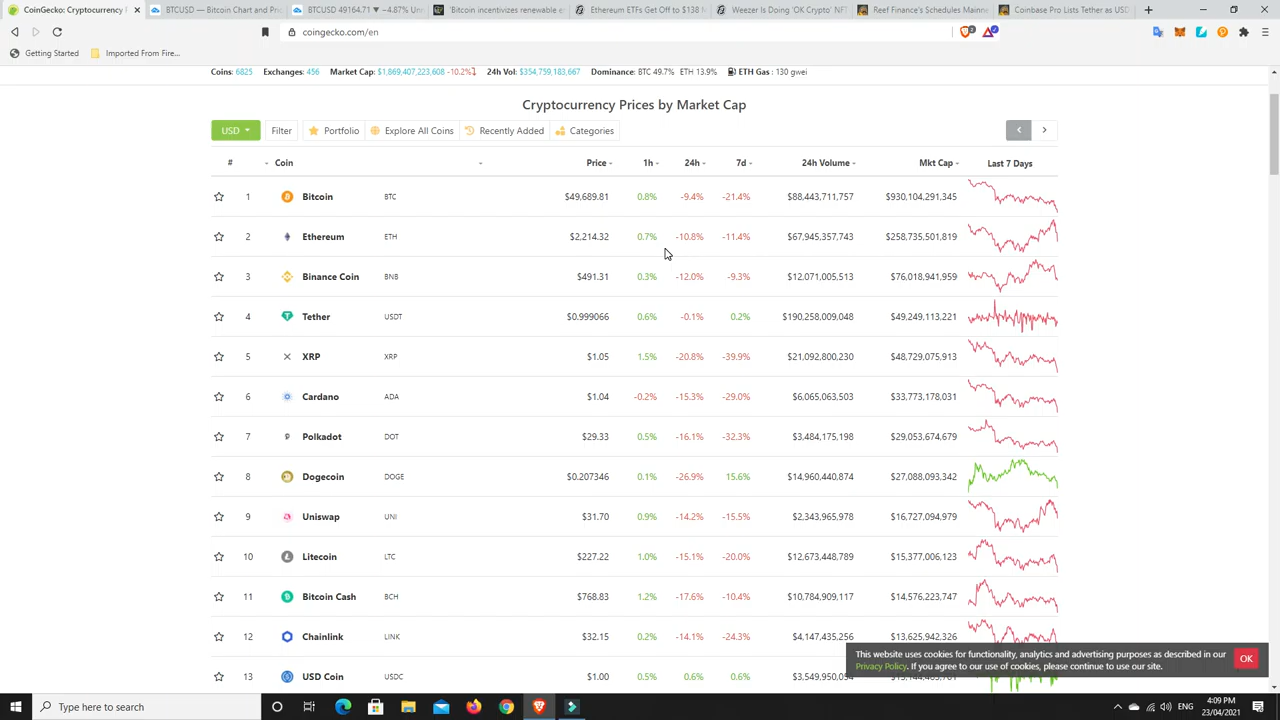 CoinGecko: Cryptocurrency P
BTCUSD — Bitcoin Chart and Pri
BTCUSD 49164.71 ▼ −4.87% Un
'Bitcoin incentivizes renewable e
Ethereum ETFs Get Off to $138 M
Weezer Is Doing 'OK Crypto' NF
Reef Finance's Schedules Mainne
Coinbase Pro Lists Tether as USD
coingecko.com/en
Getting Started
Imported From Fire...
Coins: 6825 Exchanges: 456 Market Cap: $1,869,407,223,608 -10.2% 24h Vol: $354,759,183,667 Dominance: BTC 49.7% ETH 13.9% ETH Gas : 130 gwei
Cryptocurrency Prices by Market Cap
USD Filter Portfolio Explore All Coins Recently Added Categories
# Coin Price 1h 24h 7d 24h Volume Mkt Cap Last 7 Days
1 Bitcoin BTC $49,689.81 0.8% -9.4% -21.4% $88,443,711,757 $930,104,291,345
2 Ethereum ETH $2,214.32 0.7% -10.8% -11.4% $67,945,357,743 $258,735,501,819
3 Binance Coin BNB $491.31 0.3% -12.0% -9.3% $12,071,005,513 $76,018,941,959
4 Tether USDT $0.999066 0.6% -0.1% 0.2% $190,258,009,048 $49,249,113,221
5 XRP XRP $1.05 1.5% -20.8% -39.9% $21,092,800,230 $48,729,075,913
6 Cardano ADA $1.04 -0.2% -15.3% -29.0% $6,065,063,503 $33,773,178,031
7 Polkadot DOT $29.33 0.5% -16.1% -32.3% $3,484,175,198 $29,053,674,679
8 Dogecoin DOGE $0.207346 0.1% -26.9% 15.6% $14,960,440,874 $27,088,093,342
9 Uniswap UNI $31.70 0.9% -14.2% -15.5% $2,343,965,978 $16,727,094,979
10 Litecoin LTC $227.22 1.0% -15.1% -20.0% $12,673,448,789 $15,377,006,123
11 Bitcoin Cash BCH $768.83 1.2% -17.6% -10.4% $10,784,909,117 $14,576,223,747
12 Chainlink LINK $32.15 0.2% -14.1% -24.3% $4,147,435,256 $13,625,942,326
13 USD Coin USDC $1.00 0.5% 0.6% 0.6%
This website uses cookies for functionality, analytics and advertising purposes as described in our
Privacy Policy. If you agree to our use of cookies, please continue to use our site.
OK
Type here to search
ENG
4:09 PM
23/04/2021